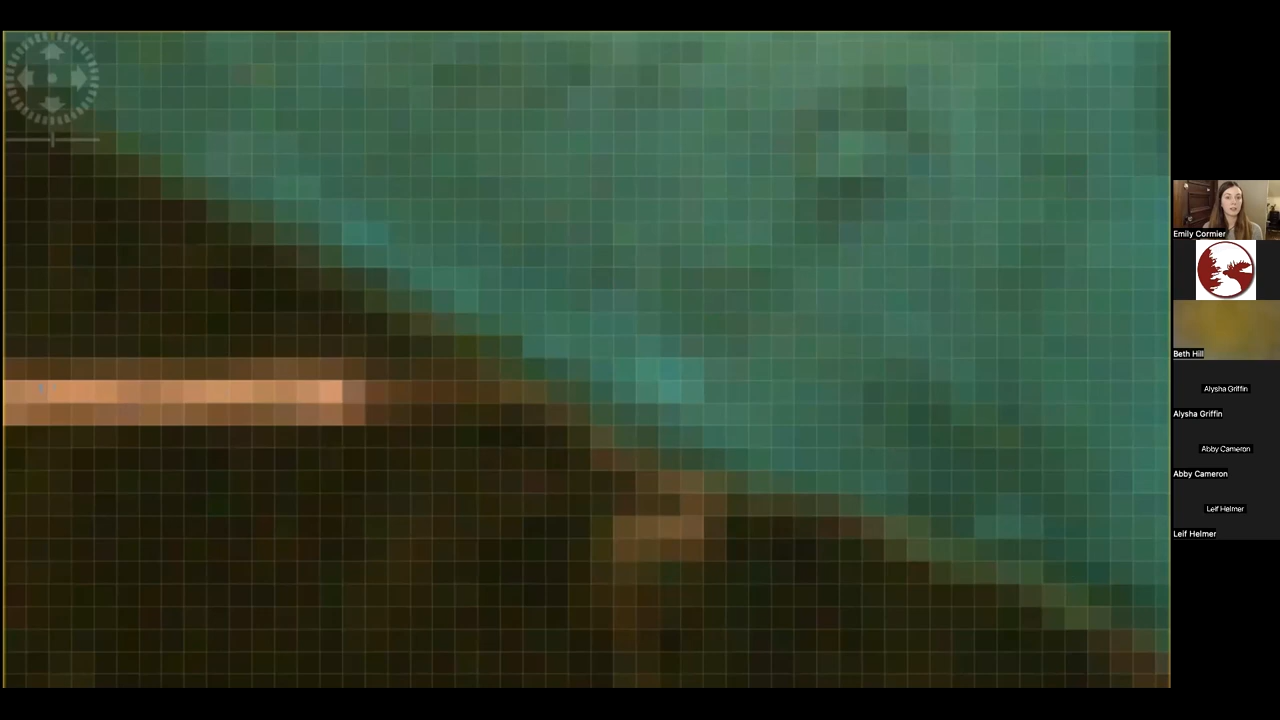 Emily Cormier
Beth Hill
Alysha Griffin
Alysha Griffin
Abby Cameron
Abby Cameron
Leif Helmer
Leif Helmer